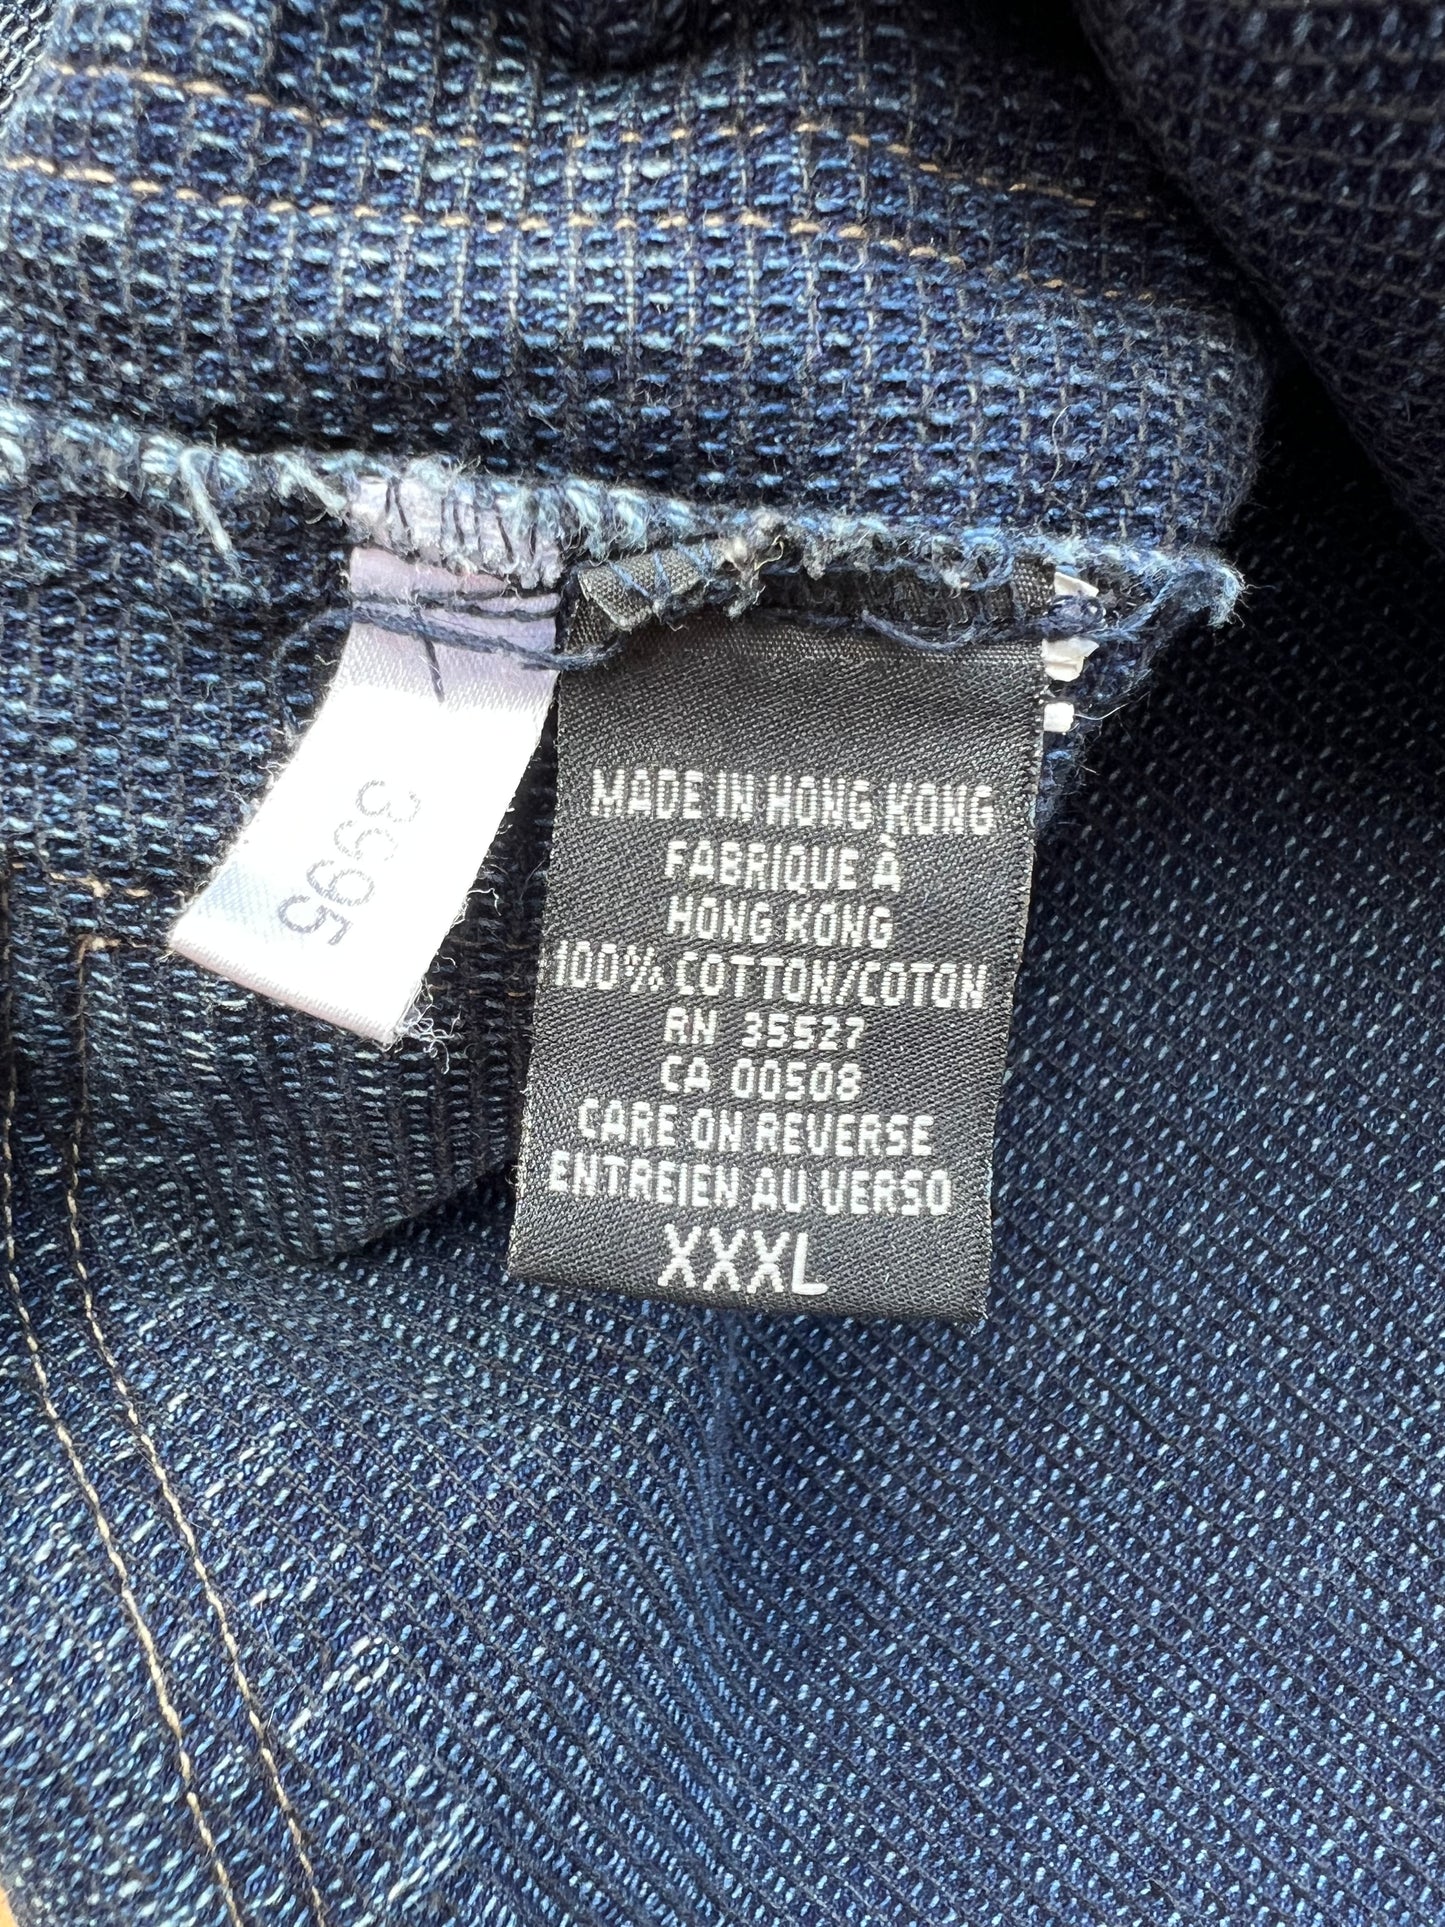 5693
MADE IN HONG KONG
FABRIQUE À
HONG KONG
100% COTTON/COTON
RN 35527
CA 00508
CARE ON REVERSE
ENTREIEN AU VERSO
XXXL